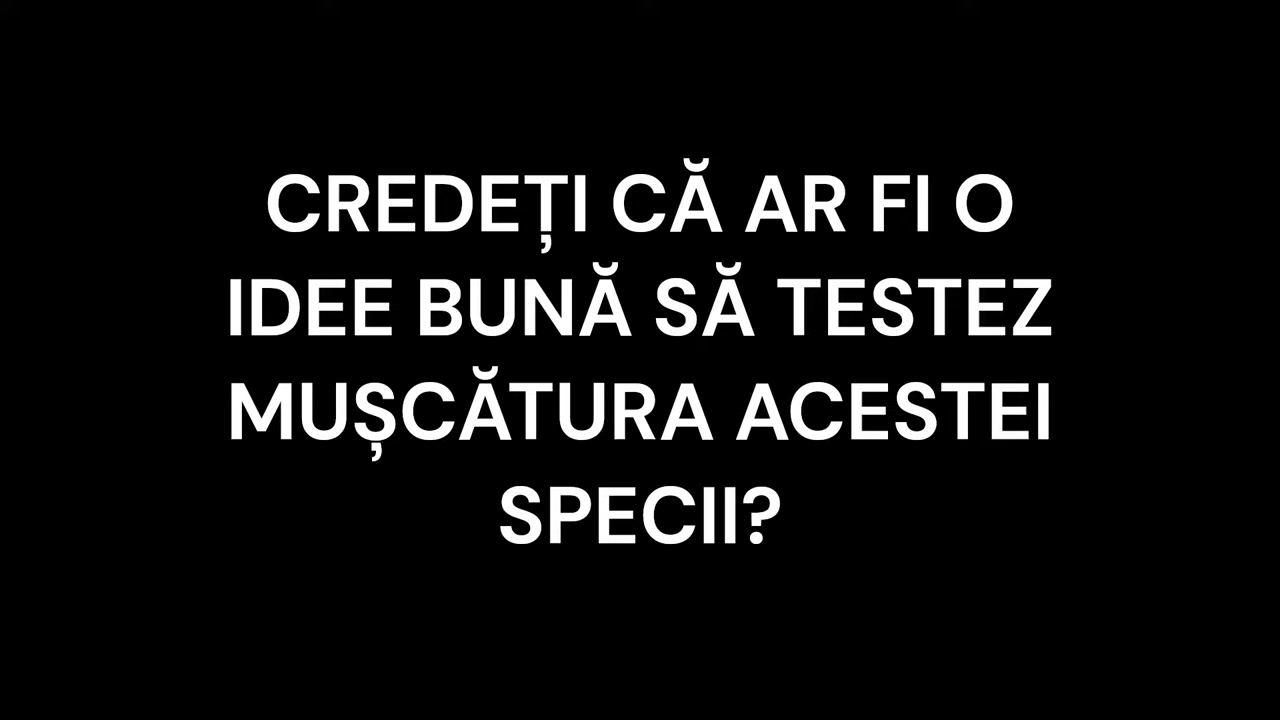 CREDEȚI CĂ AR FI O
IDEE BUNĂ SĂ TESTEZ
MUȘCĂTURA ACESTEI
SPECII?